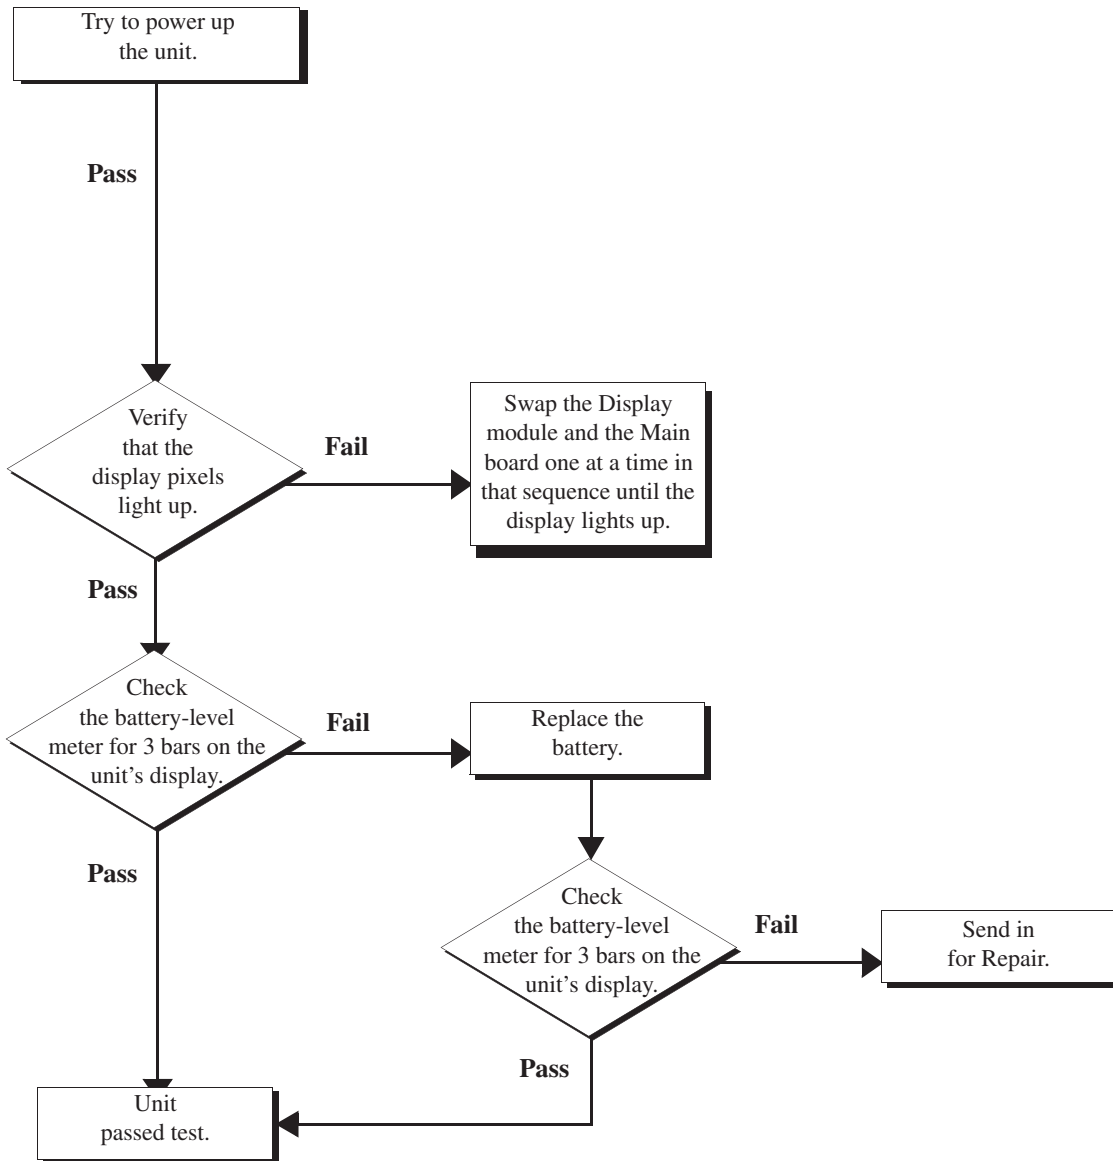 Try to power up
the unit.
Pass
Verify
that the
display pixels
light up.
Fail
Swap the Display
module and the Main
board one at a time in
that sequence until the
display lights up.
Pass
Check
the battery-level
meter for 3 bars on the
unit’s display.
Fail
Replace the
battery.
Pass
Check
the battery-level
meter for 3 bars on the
unit’s display.
Fail
Send in
for Repair.
Pass
Unit
passed test.